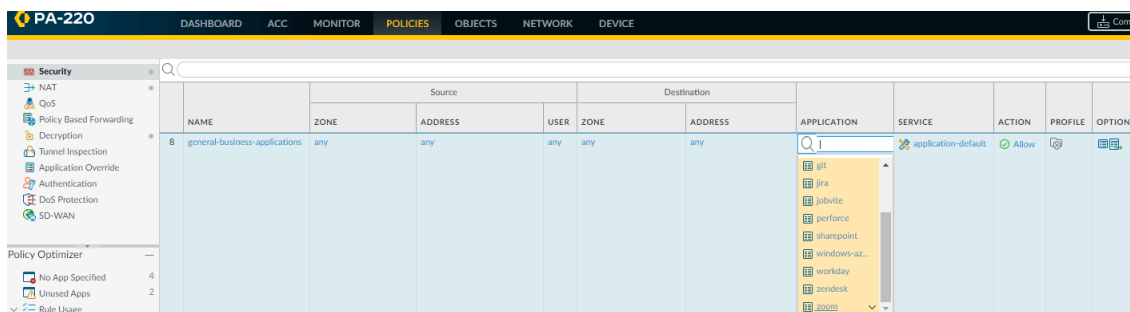 PA-220 DASHBOARD ACC MONITOR POLICIES OBJECTS NETWORK DEVICE Com
Security
NAT
QoS
Policy Based Forwarding
Decryption
Tunnel Inspection
Application Override
Authentication
DoS Protection
SD-WAN
Policy Optimizer
No App Specified 4
Unused Apps 2
Rule Usage
Source Destination
NAME ZONE ADDRESS USER ZONE ADDRESS APPLICATION SERVICE ACTION PROFILE OPTION
8 general-business-applications any any any any any application-default Allow
git
jira
jobvite
perforce
sharepoint
windows-az...
workday
zendesk
zoom